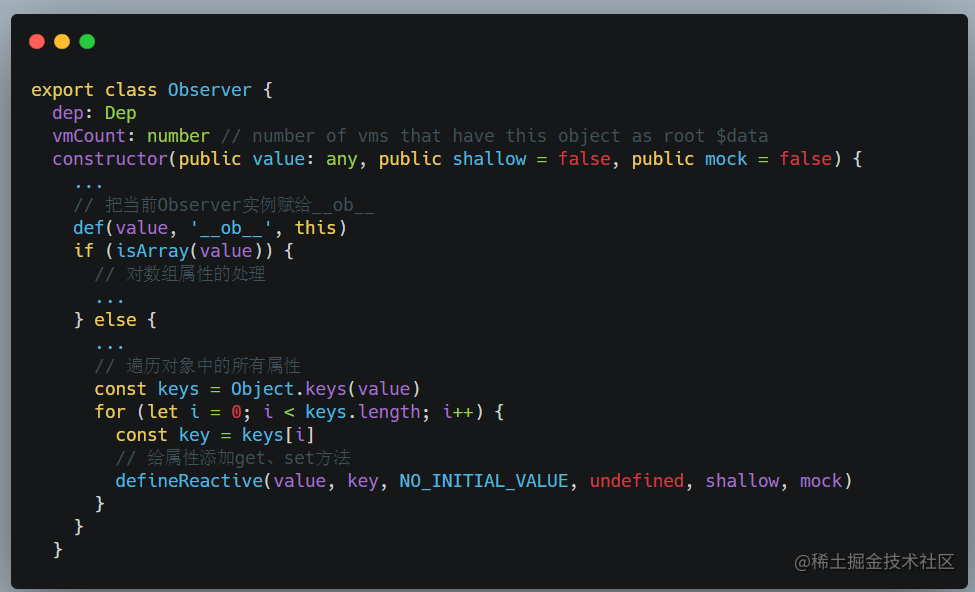 export class Observer {
  dep: Dep
  vmCount: number // number of vms that have this object as root $data
  constructor(public value: any, public shallow = false, public mock = false) {
    ...
    // 把当前Observer实例赋给__ob__
    def(value, '__ob__', this)
    if (isArray(value)) {
      // 对数组属性的处理
      ...
    } else {
      ...
      // 遍历对象中的所有属性
      const keys = Object.keys(value)
      for (let i = 0; i < keys.length; i++) {
        const key = keys[i]
        // 给属性添加get、set方法
        defineReactive(value, key, NO_INITIAL_VALUE, undefined, shallow, mock)
      }
    }
  }
@稀土掘金技术社区